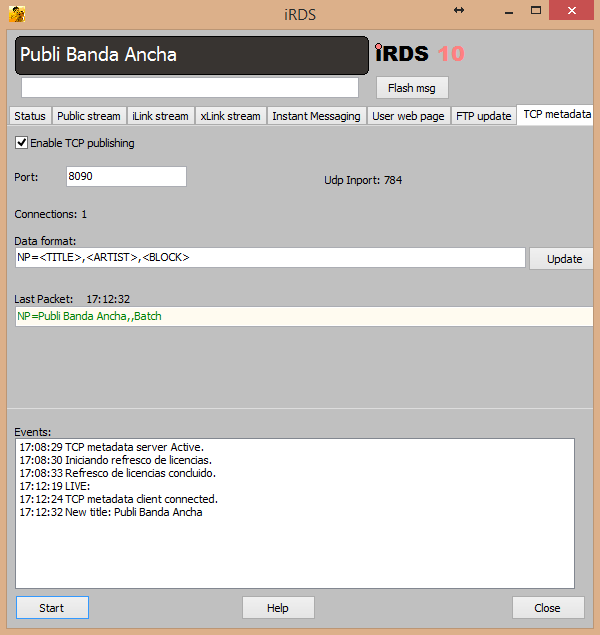 iRDS
Publi Banda Ancha
iRDS 10
Flash msg
Status Public stream iLink stream xLink stream Instant Messaging User web page FTP update TCP metadata
Enable TCP publishing
Port: 8090 Udp Inport: 784
Connections: 1
Data format:
NP=<TITLE>,<ARTIST>,<BLOCK> Update
Last Packet: 17:12:32
NP=Publi Banda Ancha,,Batch
Events:
17:08:29 TCP metadata server Active.
17:08:30 Iniciando refresco de licencias.
17:08:33 Refresco de licencias concluido.
17:12:19 LIVE:
17:12:24 TCP metadata client connected.
17:12:32 New title: Publi Banda Ancha
Start Help Close